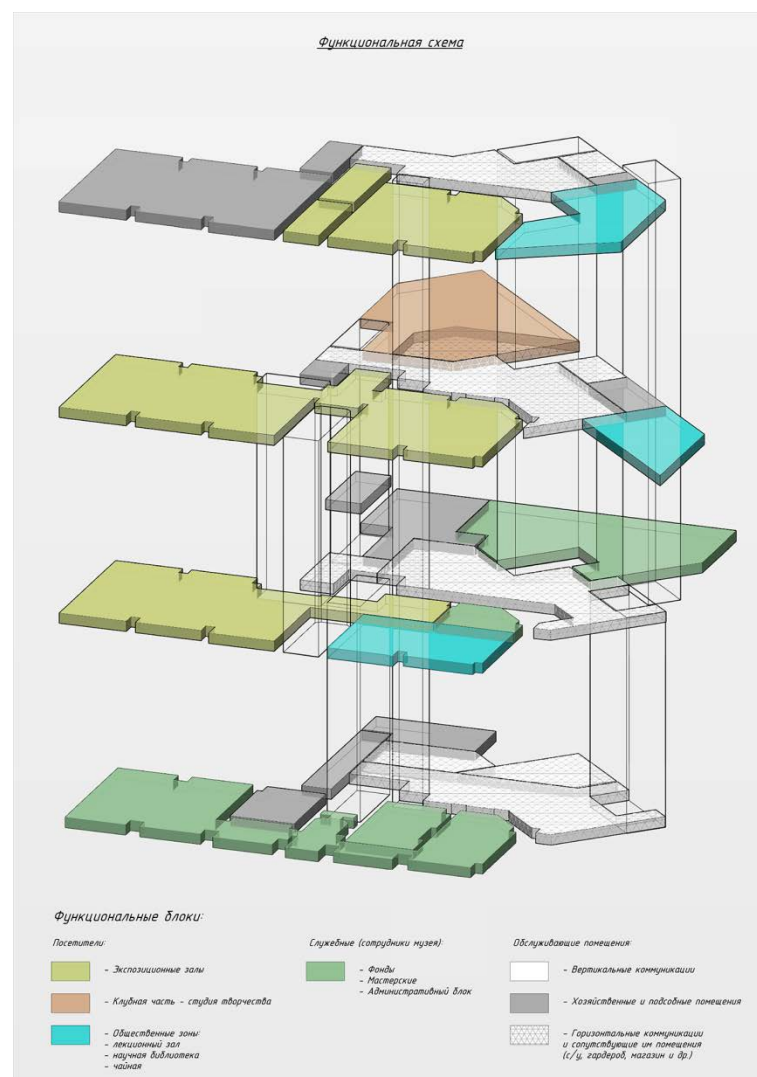 Функциональная схема
Функциональные блоки:
Посетители:
- Экспозиционные залы
- Клубная часть - студия творчества
- Общественные зоны:
- лекционный зал
- научная библиотека
- чайная
Служебные (сотрудники музея):
- Фонды
- Мастерские
- Административный блок
Обслуживающие помещения:
- Вертикальные коммуникации
- Хозяйственные и подсобные помещения
- Горизонтальные коммуникации
и сопутствующие им помещения
(с/у, гардероб, магазин и др.)